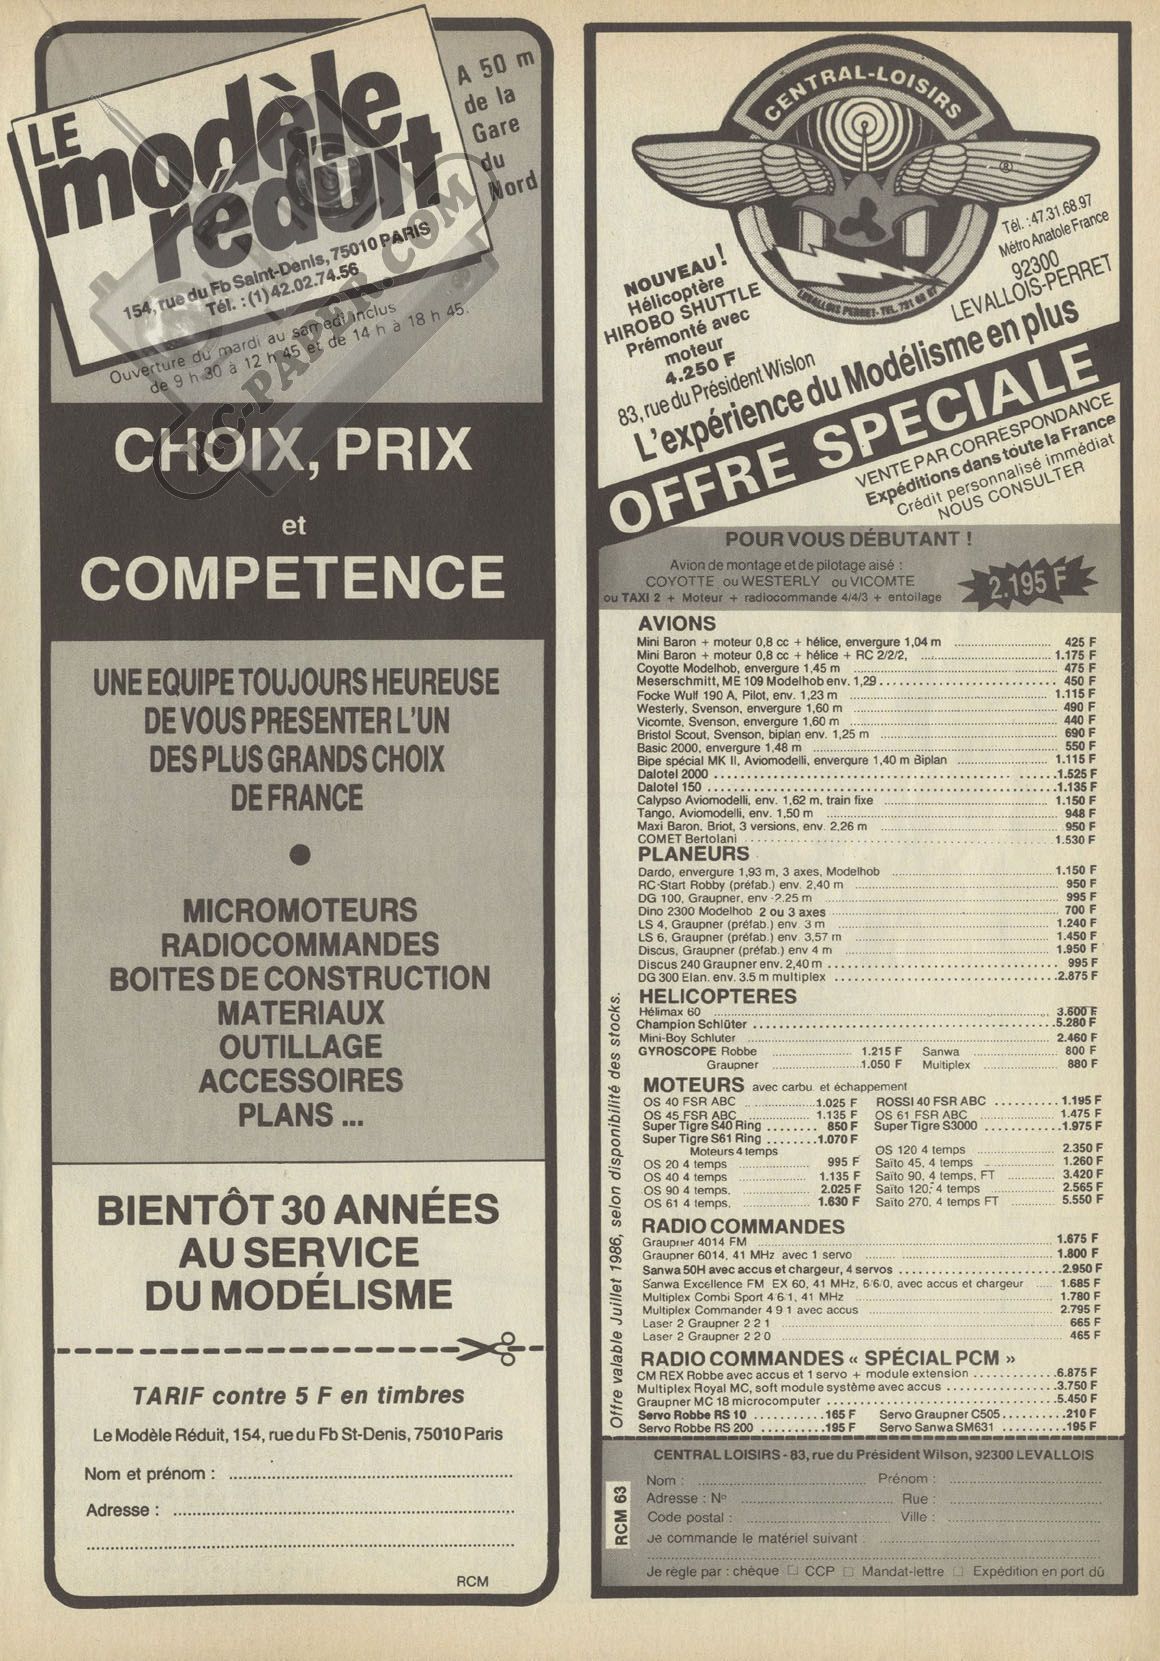 LE
modèle
réduit
A 50 m
de la
Gare
du
Nord
154, rue du Fb Saint-Denis, 75010 PARIS
Tél. : (1) 42.02.74.56
Ouverture du mardi au samedi inclus
de 9 h 30 à 12 h 45 et de 14 h à 18 h 45.
RC-PAPER.COM
CHOIX, PRIX
et
COMPETENCE
UNE EQUIPE TOUJOURS HEUREUSE
DE VOUS PRESENTER L'UN
DES PLUS GRANDS CHOIX
DE FRANCE
●
MICROMOTEURS
RADIOCOMMANDES
BOITES DE CONSTRUCTION
MATERIAUX
OUTILLAGE
ACCESSOIRES
PLANS ...
BIENTÔT 30 ANNÉES
AU SERVICE
DU MODÉLISME
TARIF contre 5 F en timbres
Le Modèle Réduit, 154, rue du Fb St-Denis, 75010 Paris
Nom et prénom :
Adresse :
RCM
CENTRAL-LOISIRS
®
LEVALLOIS PERRET - TEL. 731 68 97
Tél. : 47.31.68.97
Métro Anatole France
92300
LEVALLOIS-PERRET
NOUVEAU !
Hélicoptère
HIROBO SHUTTLE
Prémonté avec
moteur
4.250 F
83, rue du Président Wislon
L'expérience du Modélisme en plus
OFFRE SPECIALE
VENTE PAR CORRESPONDANCE
Expéditions dans toute la France
Crédit personnalisé immédiat
NOUS CONSULTER
POUR VOUS DÉBUTANT !
Avion de montage et de pilotage aisé :
COYOTTE ou WESTERLY ou VICOMTE
ou TAXI 2 + Moteur + radiocommande 4/4/3 + entoilage
2.195 F
AVIONS
Mini Baron + moteur 0,8 cc + hélice, envergure 1,04 m 425 F
Mini Baron + moteur 0,8 cc + hélice + RC 2/2/2, 1.175 F
Coyotte Modelhob, envergure 1,45 m 475 F
Meserschmitt, ME 109 Modelhob env. 1,29 450 F
Focke Wulf 190 A, Pilot, env. 1,23 m 1.115 F
Westerly, Svenson, envergure 1,60 m 490 F
Vicomte, Svenson, envergure 1,60 m 440 F
Bristol Scout, Svenson, biplan env. 1,25 m 690 F
Basic 2000, envergure 1,48 m 550 F
Bipe spécial MK II, Aviomodelli, envergure 1,40 m Biplan 1.115 F
Dalotel 2000 1.525 F
Dalotel 150 1.135 F
Calypso Aviomodelli, env. 1,62 m, train fixe 1.150 F
Tango, Aviomodelli, env. 1,50 m 948 F
Maxi Baron, Briot, 3 versions, env. 2,26 m 950 F
COMET Bertolani 1.530 F
PLANEURS
Dardo, envergure 1,93 m, 3 axes, Modelhob 1.150 F
RC-Start Robby (préfab.) env. 2,40 m 950 F
DG 100, Graupner, env 2.25 m 995 F
Dino 2300 Modelhob 2 ou 3 axes 700 F
LS 4, Graupner (préfab.) env. 3 m 1.240 F
LS 6, Graupner (préfab.) env. 3,57 m 1.450 F
Discus, Graupner (préfab.) env 4 m 1.950 F
Discus 240 Graupner env. 2,40 m 995 F
DG 300 Elan. env. 3.5 m multiplex 2.875 F
HELICOPTERES
Hélimax 60 3.600 F
Champion Schlüter 5.280 F
Mini-Boy Schluter 2.460 F
GYROSCOPE Robbe 1.215 F Sanwa 800 F
Graupner 1.050 F Multiplex 880 F
MOTEURS avec carbu. et échappement
OS 40 FSR ABC 1.025 F ROSSI 40 FSR ABC 1.195 F
OS 45 FSR ABC 1.135 F OS 61 FSR ABC 1.475 F
Super Tigre S40 Ring 850 F Super Tigre S3000 1.975 F
Super Tigre S61 Ring 1.070 F
Moteurs 4 temps OS 120 4 temps 2.350 F
OS 20 4 temps 995 F Saïto 45, 4 temps 1.260 F
OS 40 4 temps 1.135 F Saïto 90, 4 temps, FT 3.420 F
OS 90 4 temps, 2.025 F Saïto 120, 4 temps 2.565 F
OS 61 4 temps, 1.630 F Saïto 270, 4 temps FT 5.550 F
RADIO COMMANDES
Graupner 4014 FM 1.675 F
Graupner 6014, 41 MHz avec 1 servo 1.800 F
Sanwa 50H avec accus et chargeur, 4 servos 2.950 F
Sanwa Excellence FM EX 60, 41 MHz, 6/6/0, avec accus et chargeur 1.685 F
Multiplex Combi Sport 4 6 1, 41 MHz 1.780 F
Multiplex Commander 4 9 1 avec accus 2.795 F
Laser 2 Graupner 2 2 1 665 F
Laser 2 Graupner 2 2 0 465 F
RADIO COMMANDES « SPÉCIAL PCM »
CM REX Robbe avec accus et 1 servo + module extension 6.875 F
Multiplex Royal MC, soft module système avec accus 3.750 F
Graupner MC 18 microcomputer 5.450 F
Servo Robbe RS 10 165 F Servo Graupner C505 210 F
Servo Robbe RS 200 195 F Servo Sanwa SM631 195 F
Offre valable Juillet 1986, selon disponibilité des stocks.
CENTRAL LOISIRS - 83, rue du Président Wilson, 92300 LEVALLOIS
Nom : Prénom :
Adresse : N° Rue :
Code postal : Ville :
Je commande le matériel suivant
Je règle par : chèque □ CCP □ Mandat-lettre □ Expédition en port dû
RCM 63